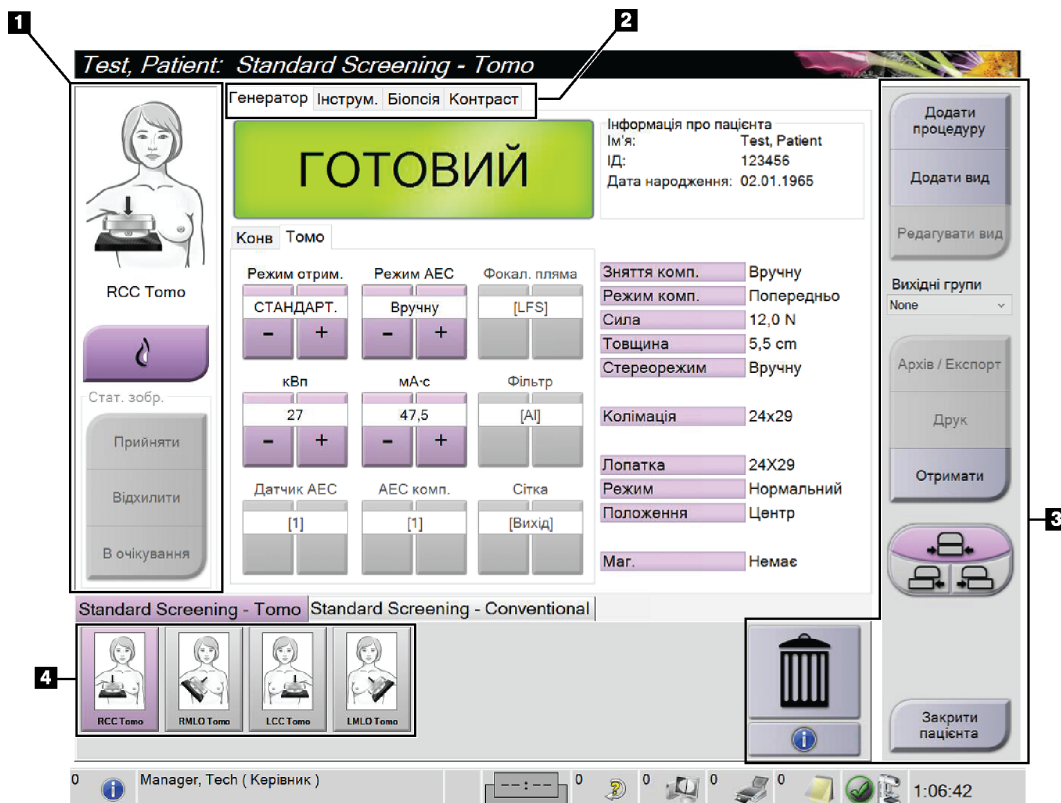 1
2
Test, Patient: Standard Screening - Tomo
Генератор Інструм. Біопсія Контраст
RCC Tomo
Стат. зобр.
Прийняти
Відхилити
В очікування
ГОТОВИЙ
Інформація про пацієнта
Ім'я: Test, Patient
ІД: 123456
Дата народження: 02.01.1965
Конв Томо
Режим отрим. Режим AEC Фокал. пляма
СТАНДАРТ. Вручну [LFS]
- + - +
кВп мА·с Фільтр
27 47,5 [Al]
- + - +
Датчик AEC AEC комп. Сітка
[1] [1] [Вихід]
Зняття комп. Вручну
Режим комп. Попередньо
Сила 12,0 N
Товщина 5,5 cm
Стереорежим Вручну
Колімація 24x29
Лопатка 24X29
Режим Нормальний
Положення Центр
Маг. Немає
Додати
процедуру
Додати вид
Редагувати вид
Вихідні групи
None
Архів / Експорт
Друк
Отримати
3
Закрити
пацієнта
Standard Screening - Tomo Standard Screening - Conventional
4
RCC Tomo RMLO Tomo LCC Tomo LMLO Tomo
0 Manager, Tech ( Керівник ) --:-- 0 0 0 0 1:06:42